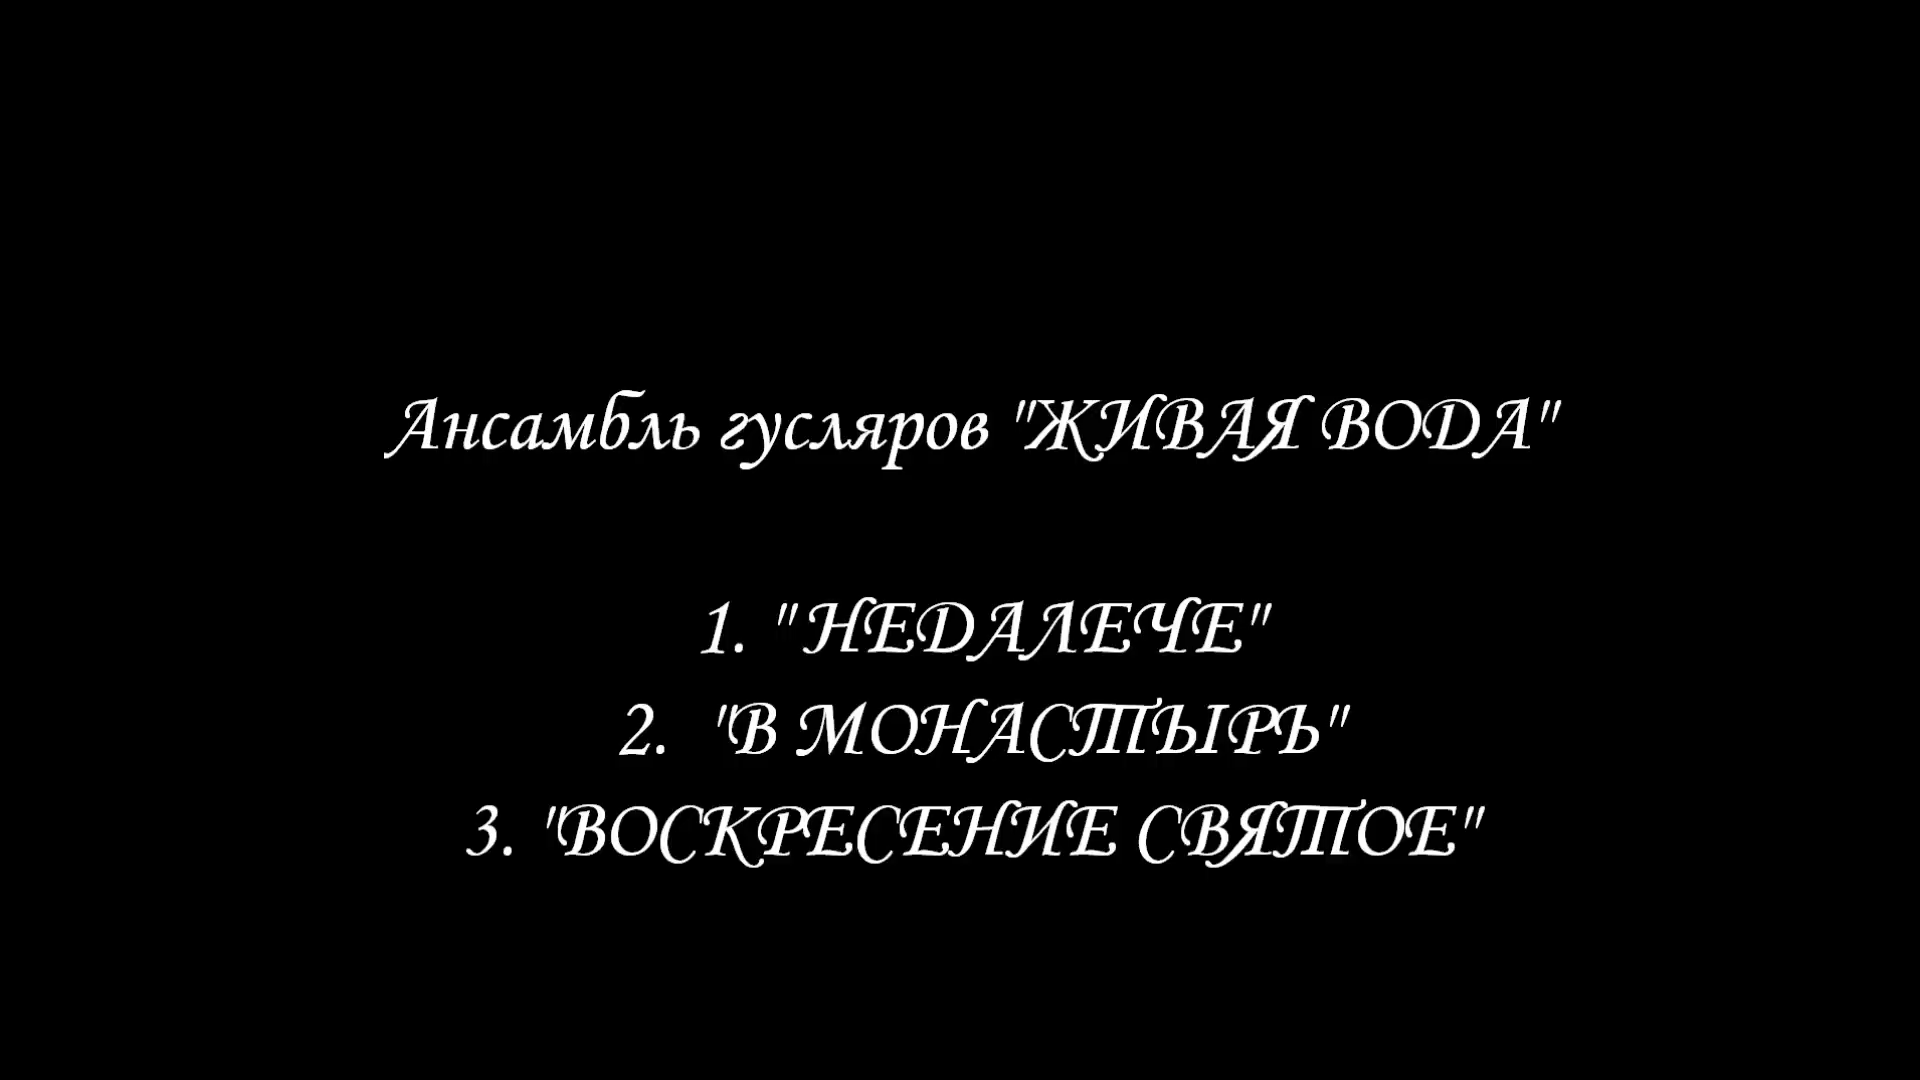 Ансамбль гусляров "ЖИВАЯ ВОДА"
1. "НЕДАЛЕЧЕ"
2. "В МОНАСТЫРЬ"
3. "ВОСКРЕСЕНИЕ СВЯТОЕ"